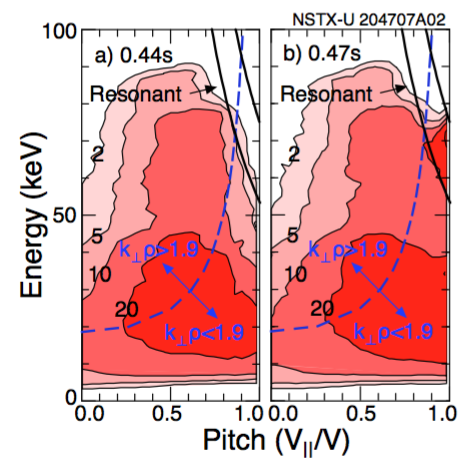 NSTX-U 204707A02
100
a) 0.44s
b) 0.47s
Resonant
Resonant
2
2
50
5
5
k⊥ρ>1.9
k⊥ρ>1.9
10
10
20
20
k⊥ρ<1.9
k⊥ρ<1.9
0
0.0 0.5 1.0
0.0 0.5 1.0
Energy (keV)
Pitch (V||/V)